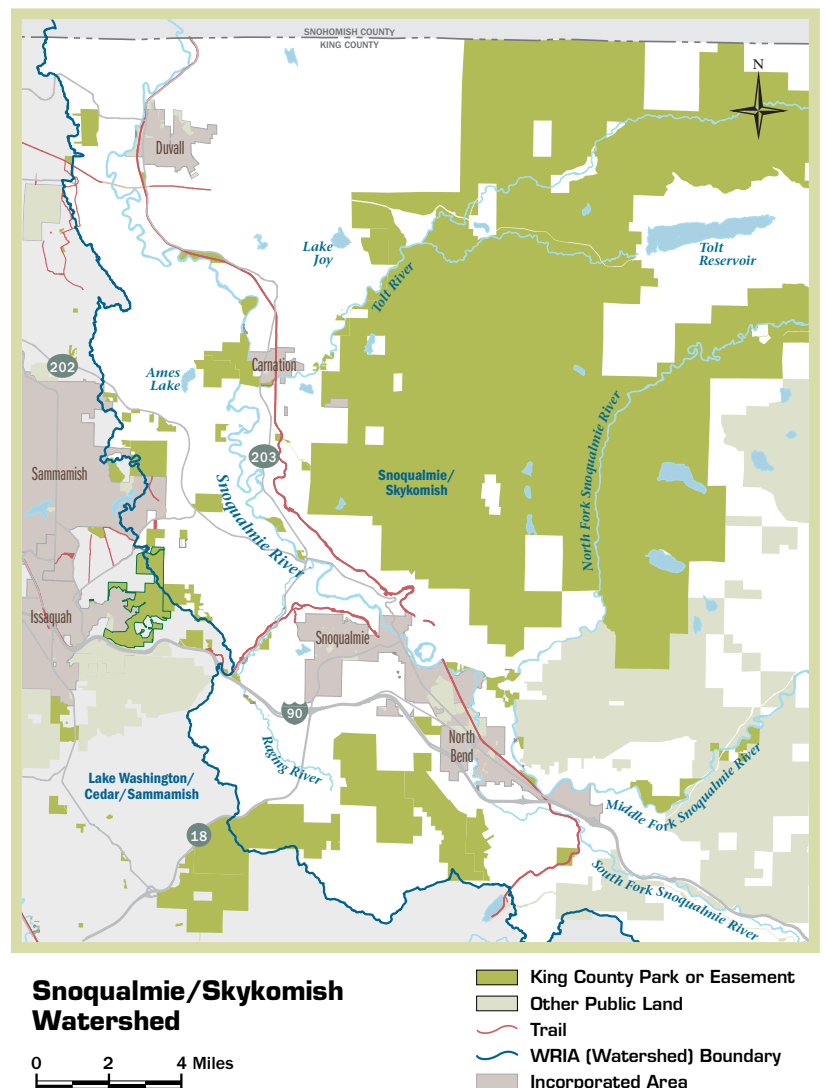 SNOHOMISH COUNTY
KING COUNTY
N
Duvall
Lake
Joy
Tolt River
Tolt
Reservoir
202
Ames
Lake
Carnation
Sammamish
203
Snoqualmie River
Snoqualmie/
Skykomish
North Fork Snoqualmie River
Issaquah
Snoqualmie
90
North
Bend
Raging River
Lake Washington/
Cedar/Sammamish
Middle Fork Snoqualmie River
18
South Fork Snoqualmie River
Snoqualmie/Skykomish
Watershed
0 2 4 Miles
King County Park or Easement
Other Public Land
Trail
WRIA (Watershed) Boundary
Incorporated Area